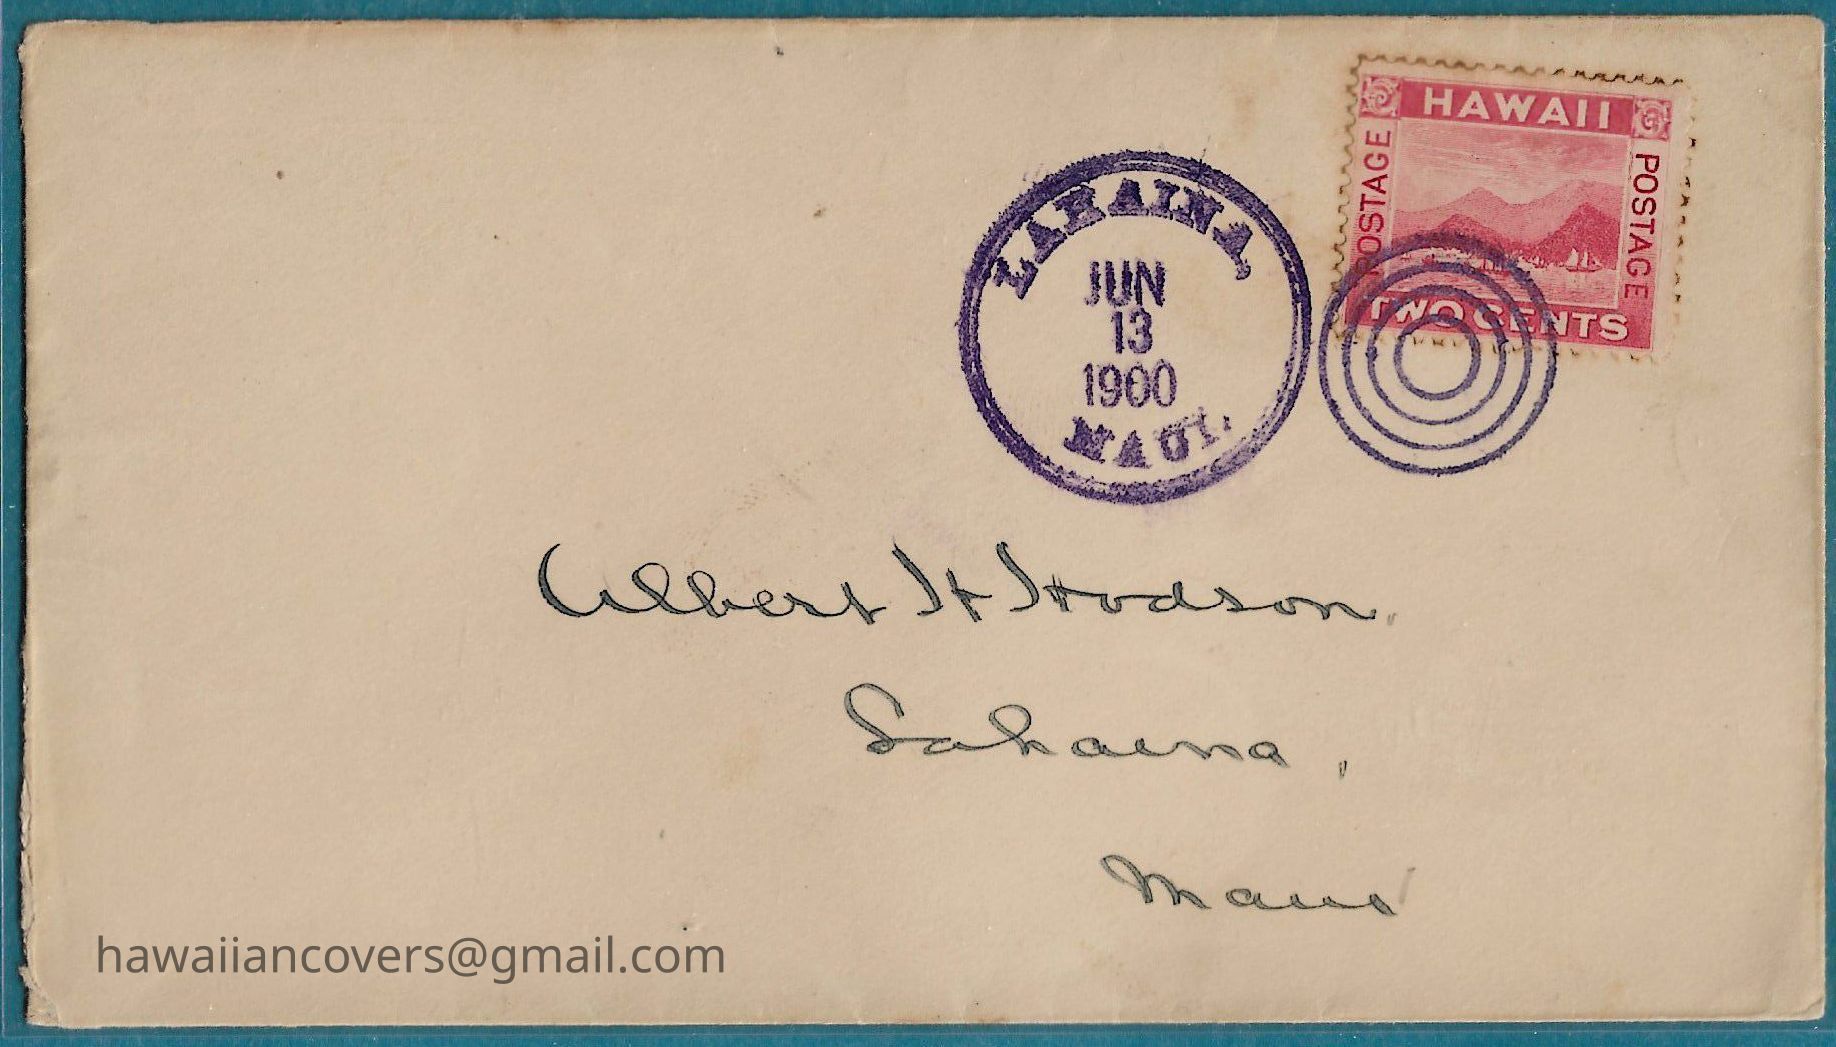 HAWAII
POSTAGE
POSTAGE
TWO CENTS
LAHAINA,
JUN
13
1900
MAUI.
Albert H Hodson.
Lahaina,
Maui
hawaiiancovers@gmail.com